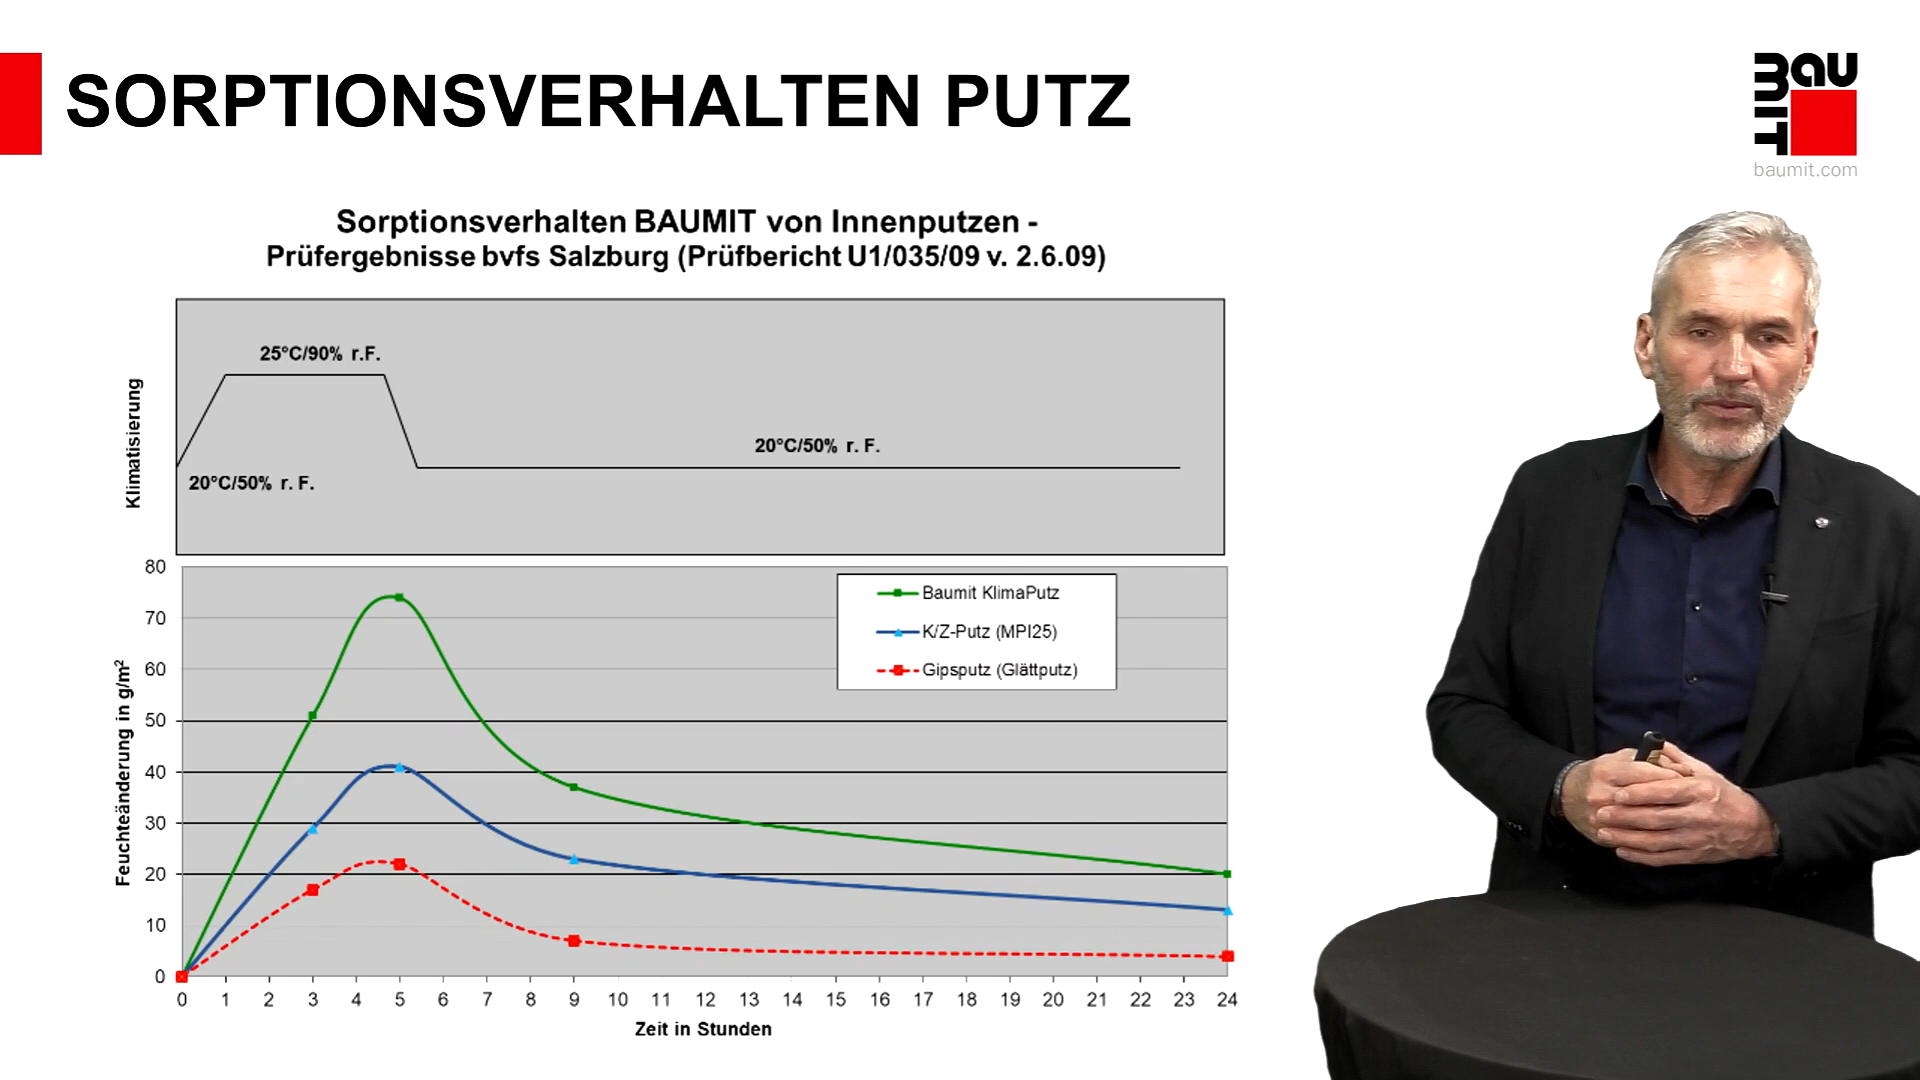 SORPTIONSVERHALTEN PUTZ
bau
MIT
baumit.com
Sorptionsverhalten BAUMIT von Innenputzen -
Prüfergebnisse bvfs Salzburg (Prüfbericht U1/035/09 v. 2.6.09)
Klimatisierung
25°C/90% r.F.
20°C/50% r. F.
20°C/50% r. F.
Feuchteänderung in g/m²
80
70
60
50
40
30
20
10
0
Baumit KlimaPutz
K/Z-Putz (MPI25)
Gipsputz (Glättputz)
0 1 2 3 4 5 6 7 8 9 10 11 12 13 14 15 16 17 18 19 20 21 22 23 24
Zeit in Stunden